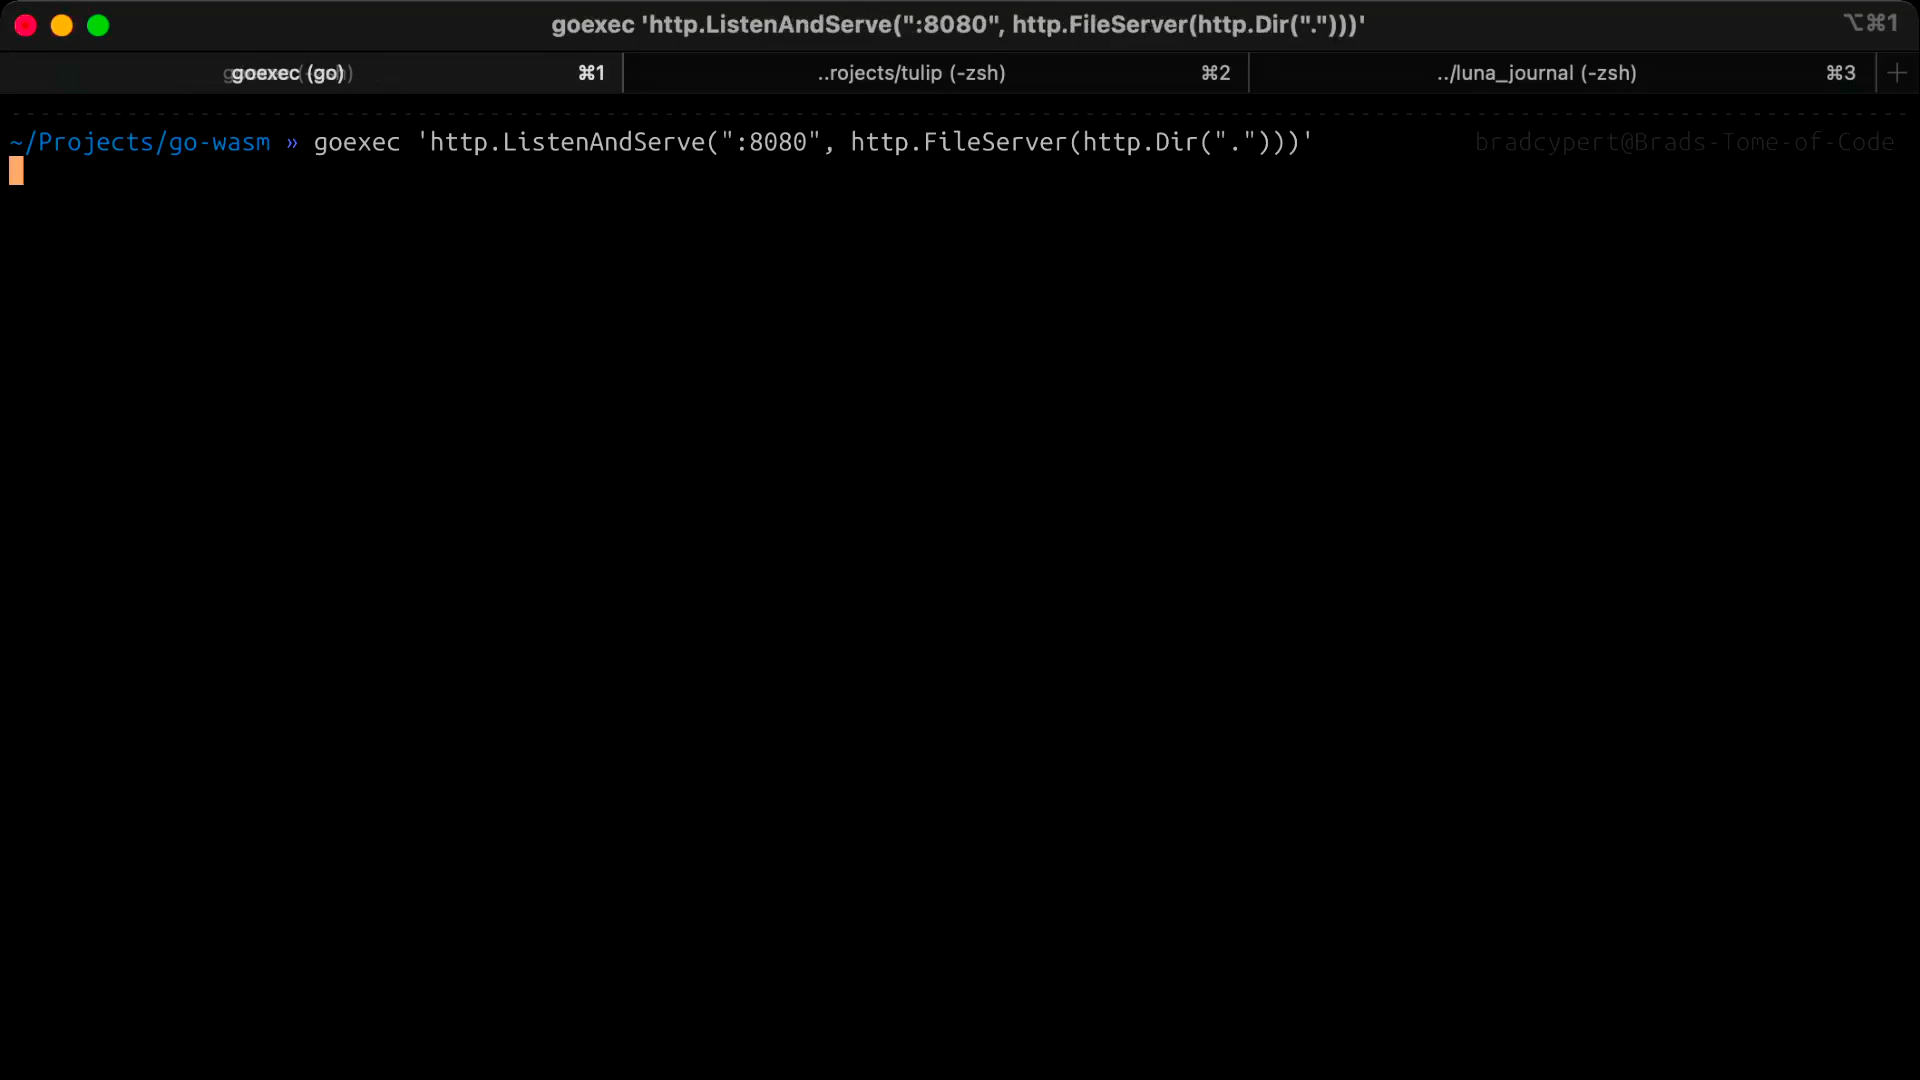 goexec 'http.ListenAndServe(":8080", http.FileServer(http.Dir(".")))'
⌥⌘1
goexec (go) ⌘1
..rojects/tulip (-zsh) ⌘2
../luna_journal (-zsh) ⌘3
+
~/Projects/go-wasm » goexec 'http.ListenAndServe(":8080", http.FileServer(http.Dir(".")))' bradcypert@Brads-Tome-of-Code